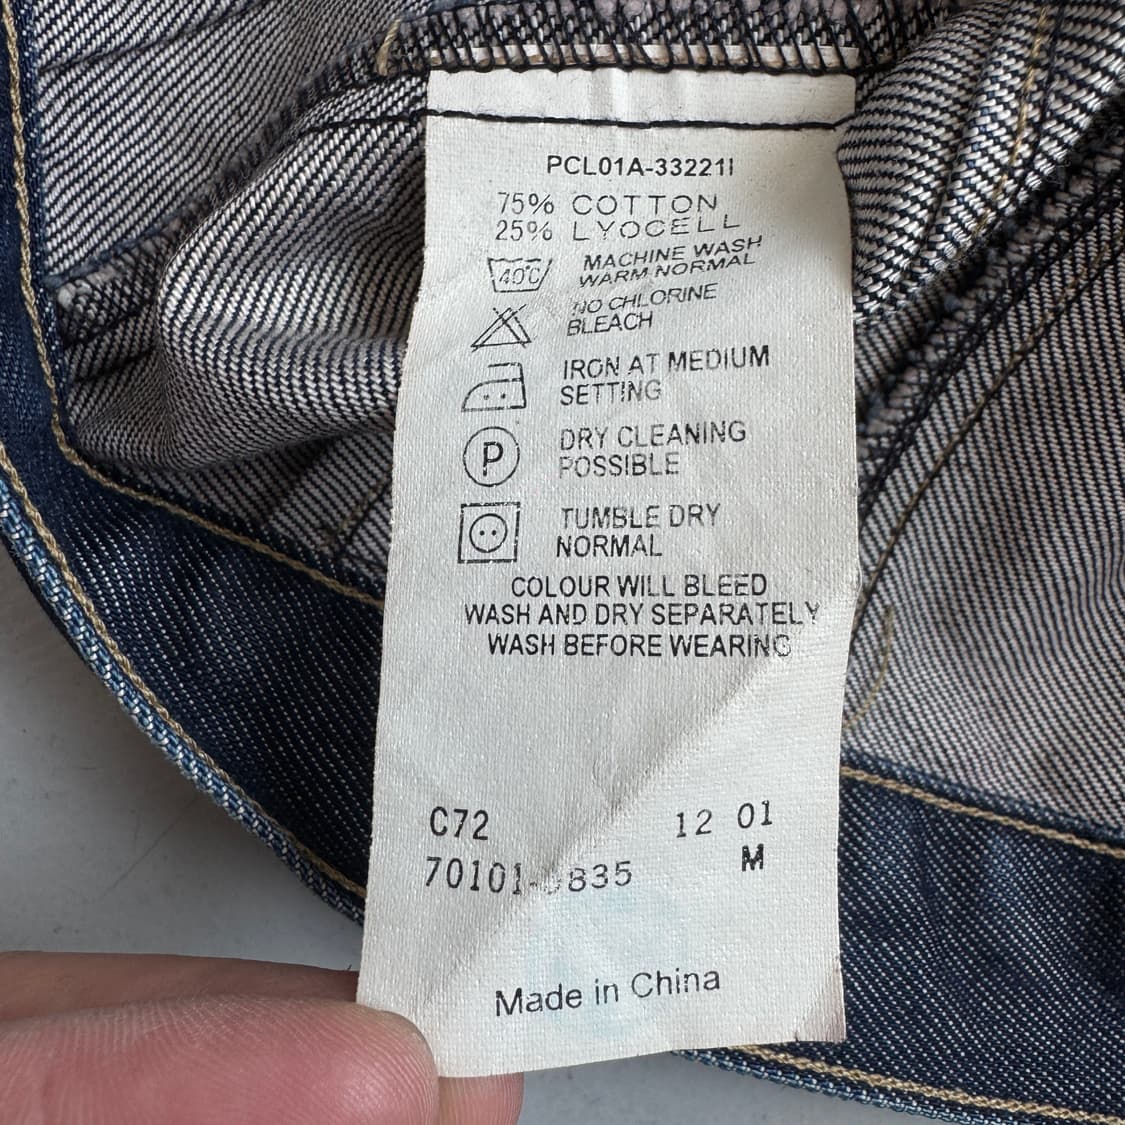 PCL01A-33221I
75% COTTON
25% LYOCELL
40°C MACHINE WASH
WARM NORMAL
NO CHLORINE
BLEACH
IRON AT MEDIUM
SETTING
P DRY CLEANING
POSSIBLE
TUMBLE DRY
NORMAL
COLOUR WILL BLEED
WASH AND DRY SEPARATELY
WASH BEFORE WEARING
C72 12 01
M
Made in China